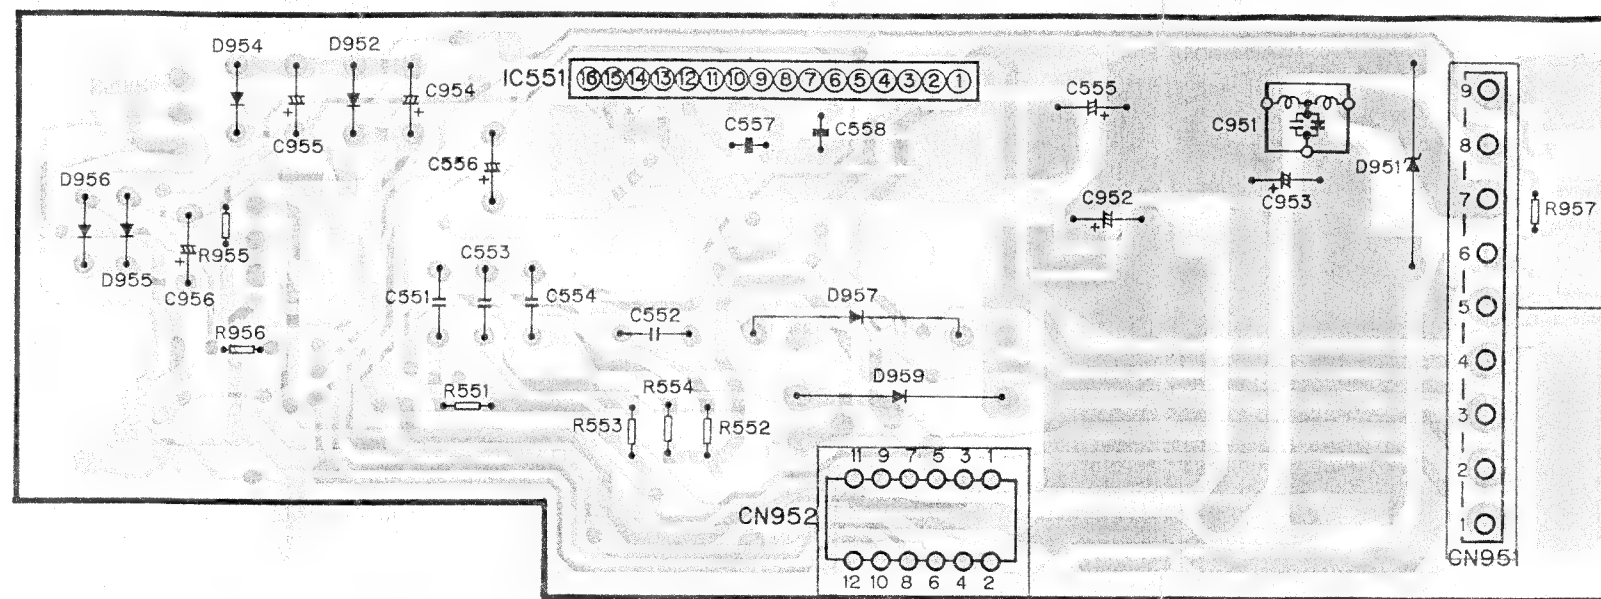 D954 D952
IC551 16 15 14 13 12 11 10 9 8 7 6 5 4 3 2 1
C954 C555
C955 C557 C558 C951
C556 D951
D956 C952 C953
R955 R957
D955 C956
C553
C551 C554 D957
C552
R956
D959
R551 R554
R553 R552
11 9 7 5 3 1
CN952
12 10 8 6 4 2
9
8
7
6
5
4
3
2
1
CN951